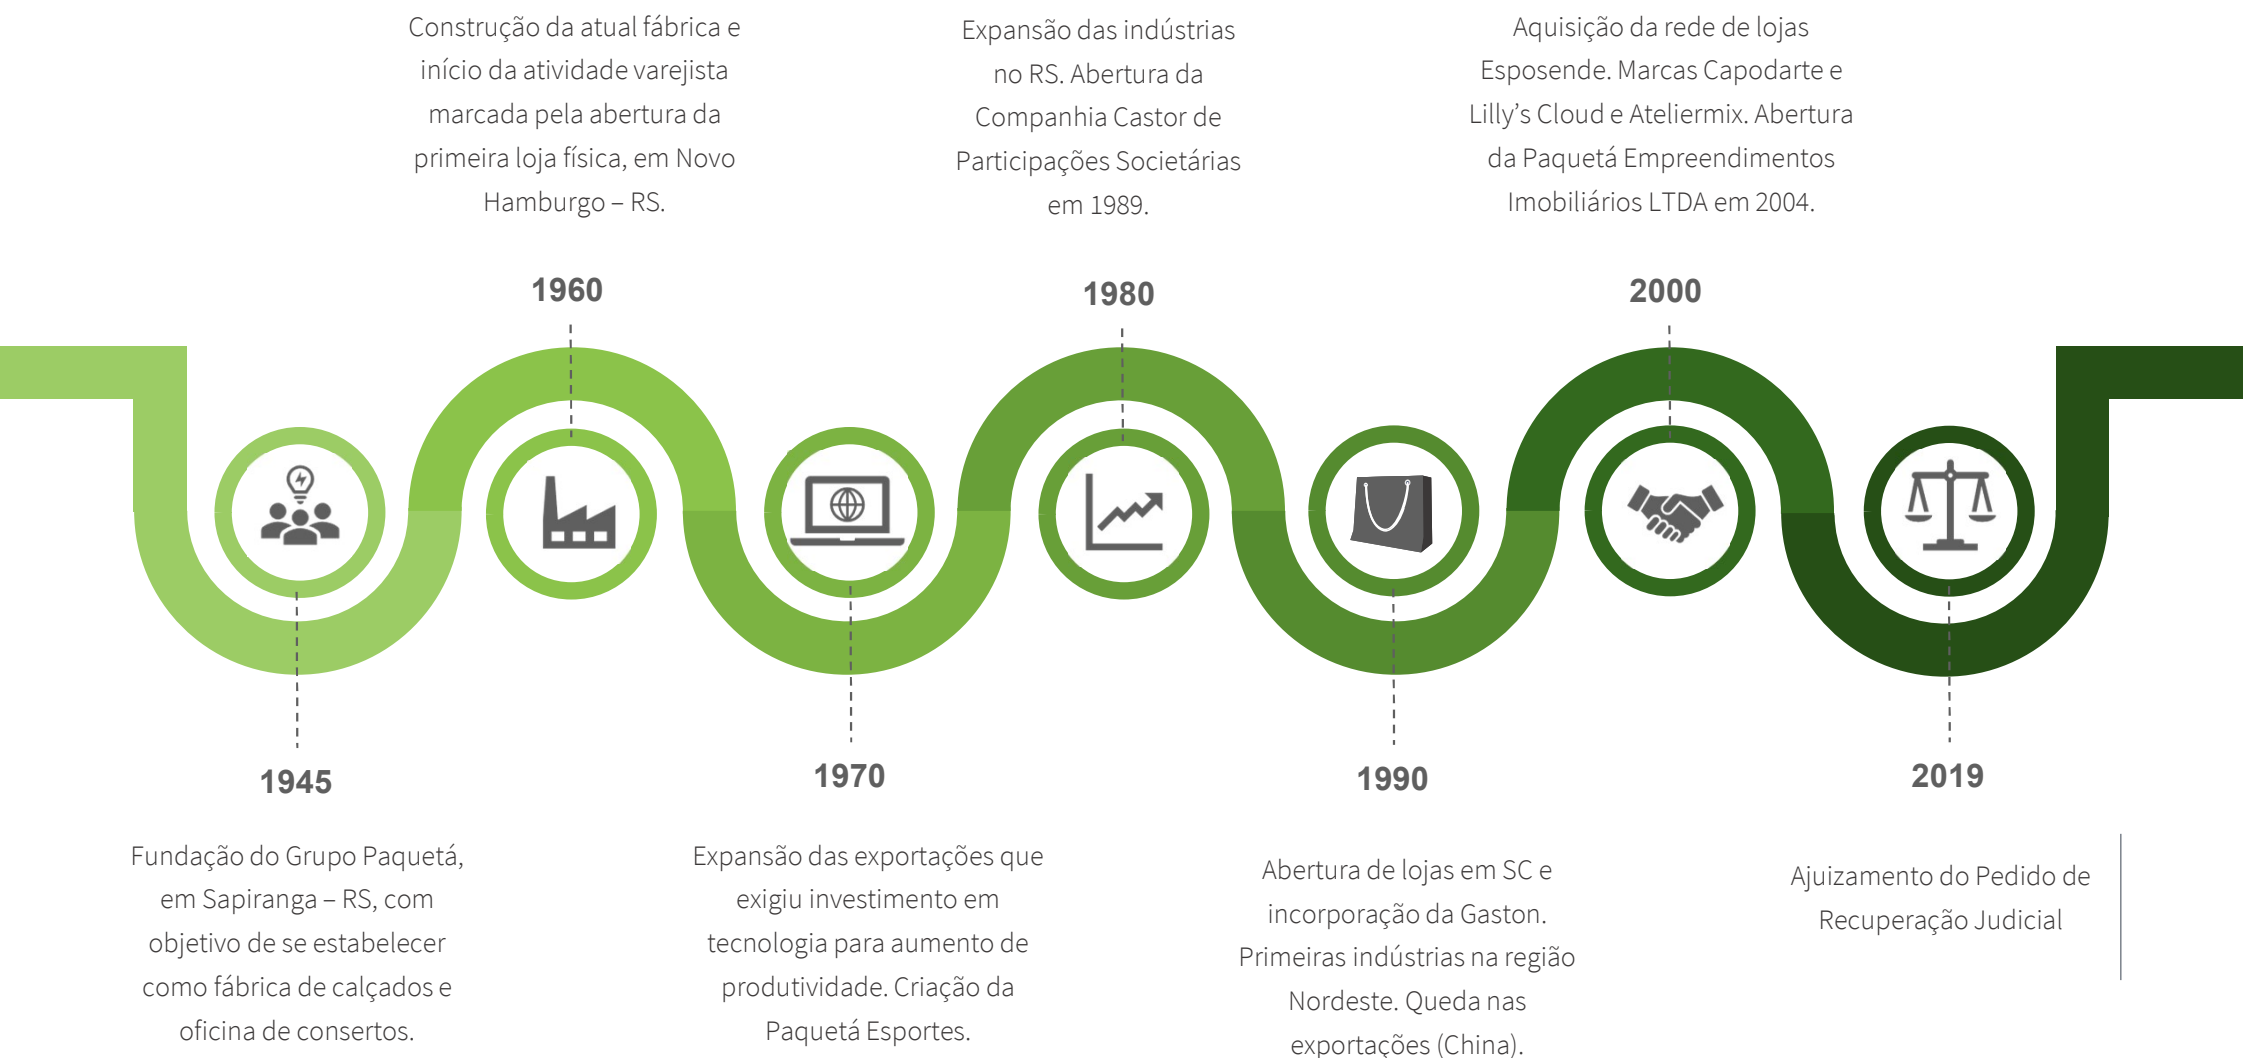 Construção da atual fábrica e
início da atividade varejista
marcada pela abertura da
primeira loja física, em Novo
Hamburgo – RS.
Expansão das indústrias
no RS. Abertura da
Companhia Castor de
Participações Societárias
em 1989.
Aquisição da rede de lojas
Esposende. Marcas Capodarte e
Lilly’s Cloud e Ateliermix. Abertura
da Paquetá Empreendimentos
Imobiliários LTDA em 2004.
1960
1980
2000
1945
1970
1990
2019
Fundação do Grupo Paquetá,
em Sapiranga – RS, com
objetivo de se estabelecer
como fábrica de calçados e
oficina de consertos.
Expansão das exportações que
exigiu investimento em
tecnologia para aumento de
produtividade. Criação da
Paquetá Esportes.
Abertura de lojas em SC e
incorporação da Gaston.
Primeiras indústrias na região
Nordeste. Queda nas
exportações (China).
Ajuizamento do Pedido de
Recuperação Judicial